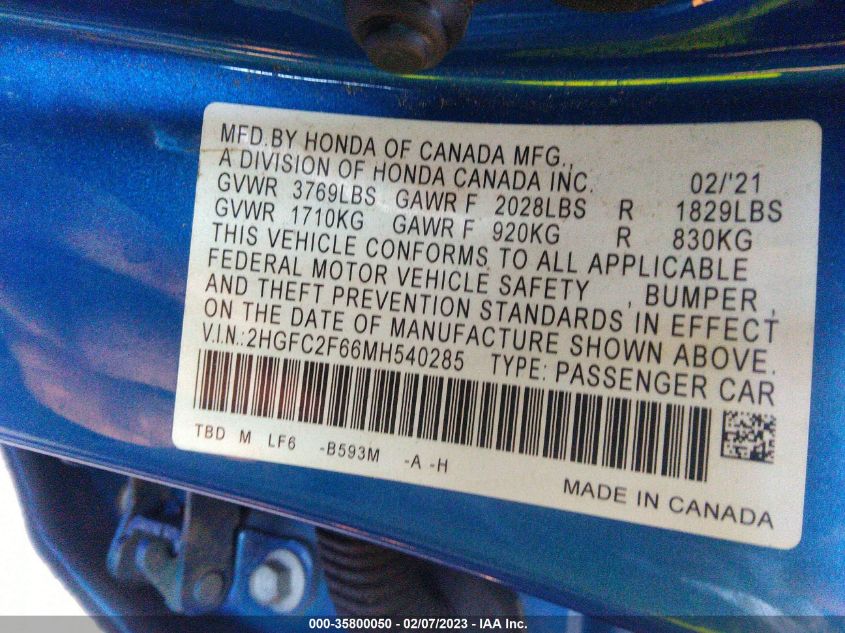 MFD.BY HONDA OF CANADA MFG.,
A DIVISION OF HONDA CANADA INC. 02/'21
GVWR 3769LBS GAWR F 2028LBS R 1829LBS
GVWR 1710KG GAWR F 920KG R 830KG
THIS VEHICLE CONFORMS TO ALL APPLICABLE
FEDERAL MOTOR VEHICLE SAFETY , BUMPER ,
AND THEFT PREVENTION STANDARDS IN EFFECT
ON THE DATE OF MANUFACTURE SHOWN ABOVE.
V.I.N.:2HGFC2F66MH540285 TYPE: PASSENGER CAR
TBD M LF6 -B593M -A -H
MADE IN CANADA
000-35800050 - 02/07/2023 - IAA Inc.